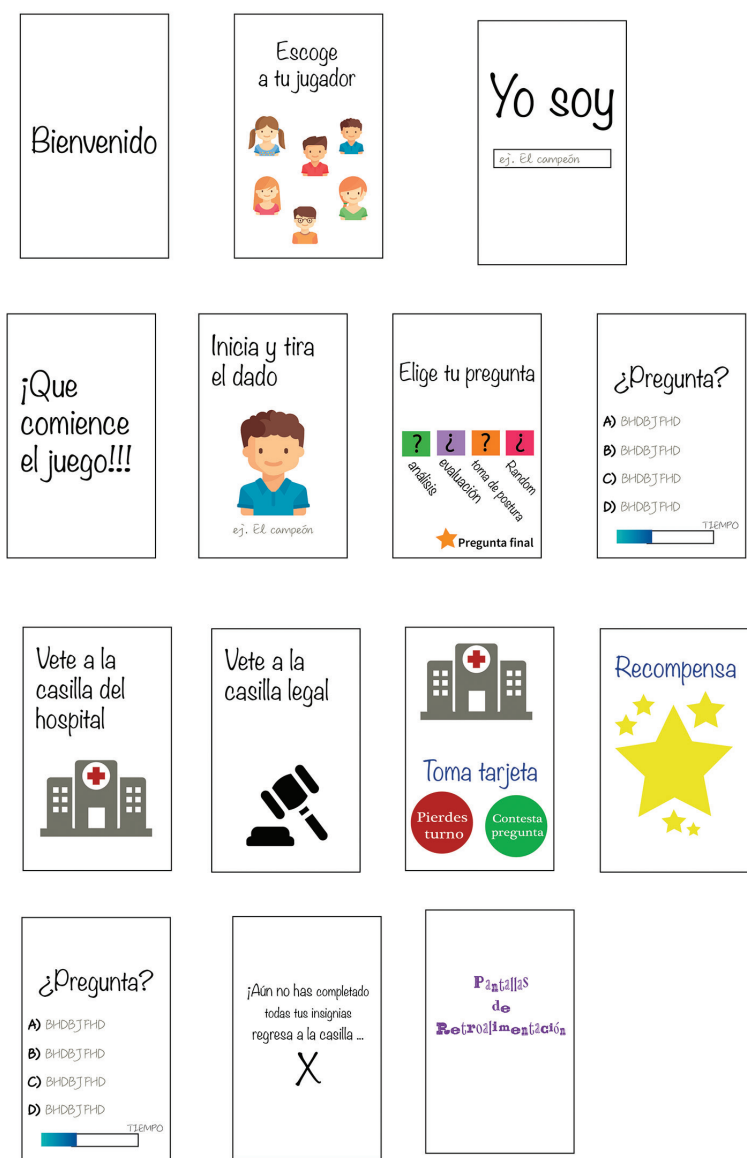 Bienvenido
Escoge
a tu jugador
Yo soy
ej. El campeón
¡Que
comience
el juego!!!
Inicia y tira
el dado
ej. El campeón
Elige tu pregunta
? ¿ ? ¿
análisis
evaluación
toma de postura
Random
Pregunta final
¿Pregunta?
A) BHDBJFHD
B) BHDBJFHD
C) BHDBJFHD
D) BHDBJFHD
TIEMPO
Vete a la
casilla del
hospital
Vete a la
casilla legal
Toma tarjeta
Pierdes
turno
Contesta
pregunta
Recompensa
¿Pregunta?
A) BHDBJFHD
B) BHDBJFHD
C) BHDBJFHD
D) BHDBJFHD
TIEMPO
¡Aún no has completado
todas tus insignias
regresa a la casilla ...
X
Pantallas
de
Retroalimentación